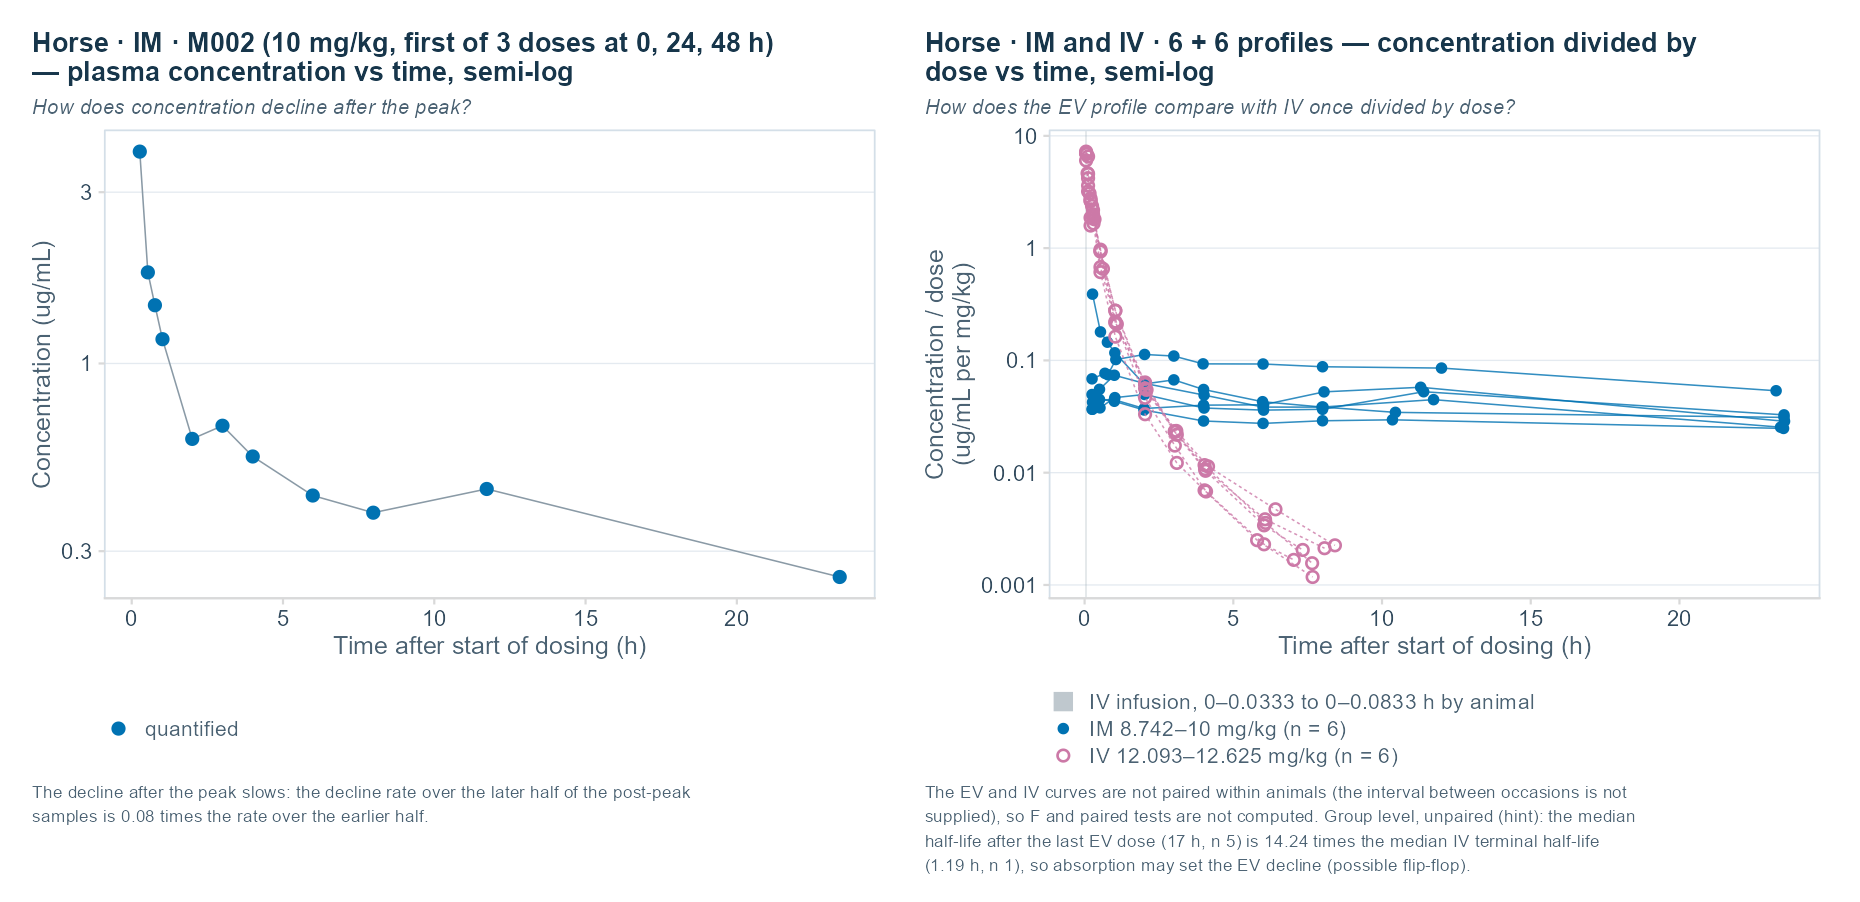 Horse · IM · M002 (10 mg/kg, first of 3 doses at 0, 24, 48 h)
— plasma concentration vs time, semi-log
How does concentration decline after the peak?
Concentration (ug/mL)
3
1
0.3
0
5
10
15
20
Time after start of dosing (h)
quantified
The decline after the peak slows: the decline rate over the later half of the post-peak
samples is 0.08 times the rate over the earlier half.
Horse · IM and IV · 6 + 6 profiles — concentration divided by
dose vs time, semi-log
How does the EV profile compare with IV once divided by dose?
Concentration / dose
(ug/mL per mg/kg)
10
1
0.1
0.01
0.001
0
5
10
15
20
Time after start of dosing (h)
IV infusion, 0–0.0333 to 0–0.0833 h by animal
IM 8.742–10 mg/kg (n = 6)
IV 12.093–12.625 mg/kg (n = 6)
The EV and IV curves are not paired within animals (the interval between occasions is not
supplied), so F and paired tests are not computed. Group level, unpaired (hint): the median
half-life after the last EV dose (17 h, n 5) is 14.24 times the median IV terminal half-life
(1.19 h, n 1), so absorption may set the EV decline (possible flip-flop).